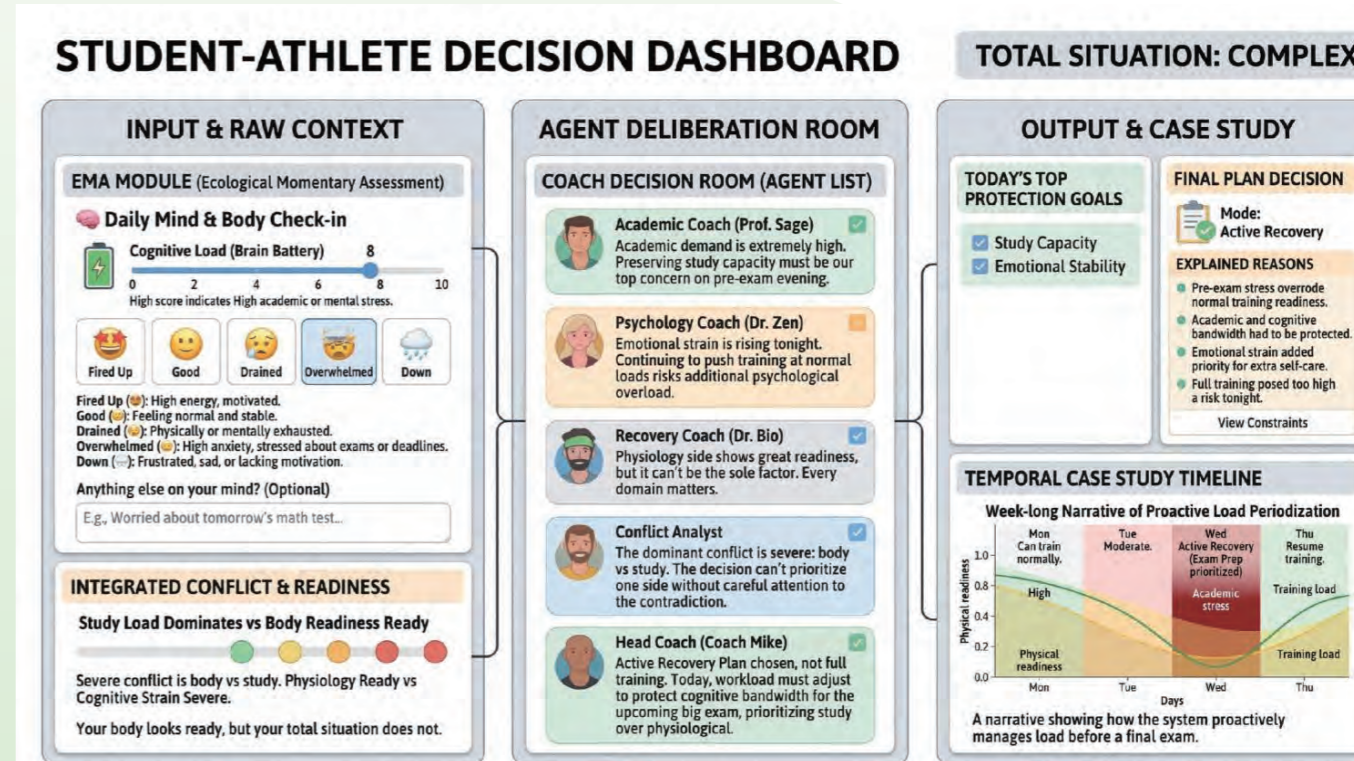 STUDENT-ATHLETE DECISION DASHBOARD
TOTAL SITUATION: COMPLEX
INPUT & RAW CONTEXT
EMA MODULE (Ecological Momentary Assessment)
Daily Mind & Body Check-in
Cognitive Load (Brain Battery) 8
0 2 4 6 8 10
High score indicates High academic or mental stress.
Fired Up Good Drained Overwhelmed Down
Fired Up (🤩): High energy, motivated.
Good (🙂): Feeling normal and stable.
Drained (😥): Physically or mentally exhausted.
Overwhelmed (🤯): High anxiety, stressed about exams or deadlines.
Down (🌧️): Frustrated, sad, or lacking motivation.
Anything else on your mind? (Optional)
E.g., Worried about tomorrow's math test...
INTEGRATED CONFLICT & READINESS
Study Load Dominates vs Body Readiness Ready
Severe conflict is body vs study. Physiology Ready vs
Cognitive Strain Severe.
Your body looks ready, but your total situation does not.
AGENT DELIBERATION ROOM
COACH DECISION ROOM (AGENT LIST)
Academic Coach (Prof. Sage)
Academic demand is extremely high.
Preserving study capacity must be our
top concern on pre-exam evening.
Psychology Coach (Dr. Zen)
Emotional strain is rising tonight.
Continuing to push training at normal
loads risks additional psychological
overload.
Recovery Coach (Dr. Bio)
Physiology side shows great readiness,
but it can't be the sole factor. Every
domain matters.
Conflict Analyst
The dominant conflict is severe: body
vs study. The decision can't prioritize
one side without careful attention to
the contradiction.
Head Coach (Coach Mike)
Active Recovery Plan chosen, not full
training. Today, workload must adjust
to protect cognitive bandwidth for the
upcoming big exam, prioritizing study
over physiological.
OUTPUT & CASE STUDY
TODAY'S TOP
PROTECTION GOALS
Study Capacity
Emotional Stability
FINAL PLAN DECISION
Mode:
Active Recovery
EXPLAINED REASONS
Pre-exam stress overrode
normal training readiness.
Academic and cognitive
bandwidth had to be protected.
Emotional strain added
priority for extra self-care.
Full training posed too high
a risk tonight.
View Constraints
TEMPORAL CASE STUDY TIMELINE
Week-long Narrative of Proactive Load Periodization
Physical readiness
1.0
0.8
0.4
0.2
0.0
Mon
Can train
normally.
High
Physical
readiness
Tue
Moderate.
Wed
Active Recovery
(Exam Prep
prioritized)
Academic
stress
Thu
Resume
training.
Training load
Training load
Mon Tue Wed Thu
Days
A narrative showing how the system proactively
manages load before a final exam.